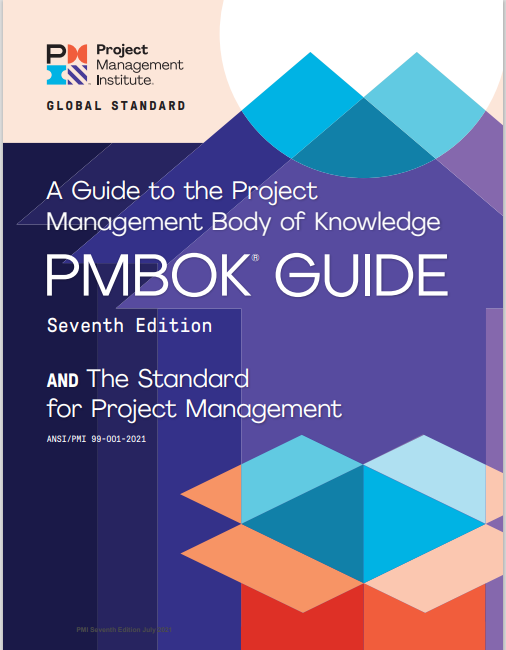 Project
Management
Institute.
GLOBAL STANDARD
A Guide to the Project
Management Body of Knowledge
PMBOK® GUIDE
Seventh Edition
AND The Standard
for Project Management
ANSI/PMI 99-001-2021
PMI Seventh Edition July 2021